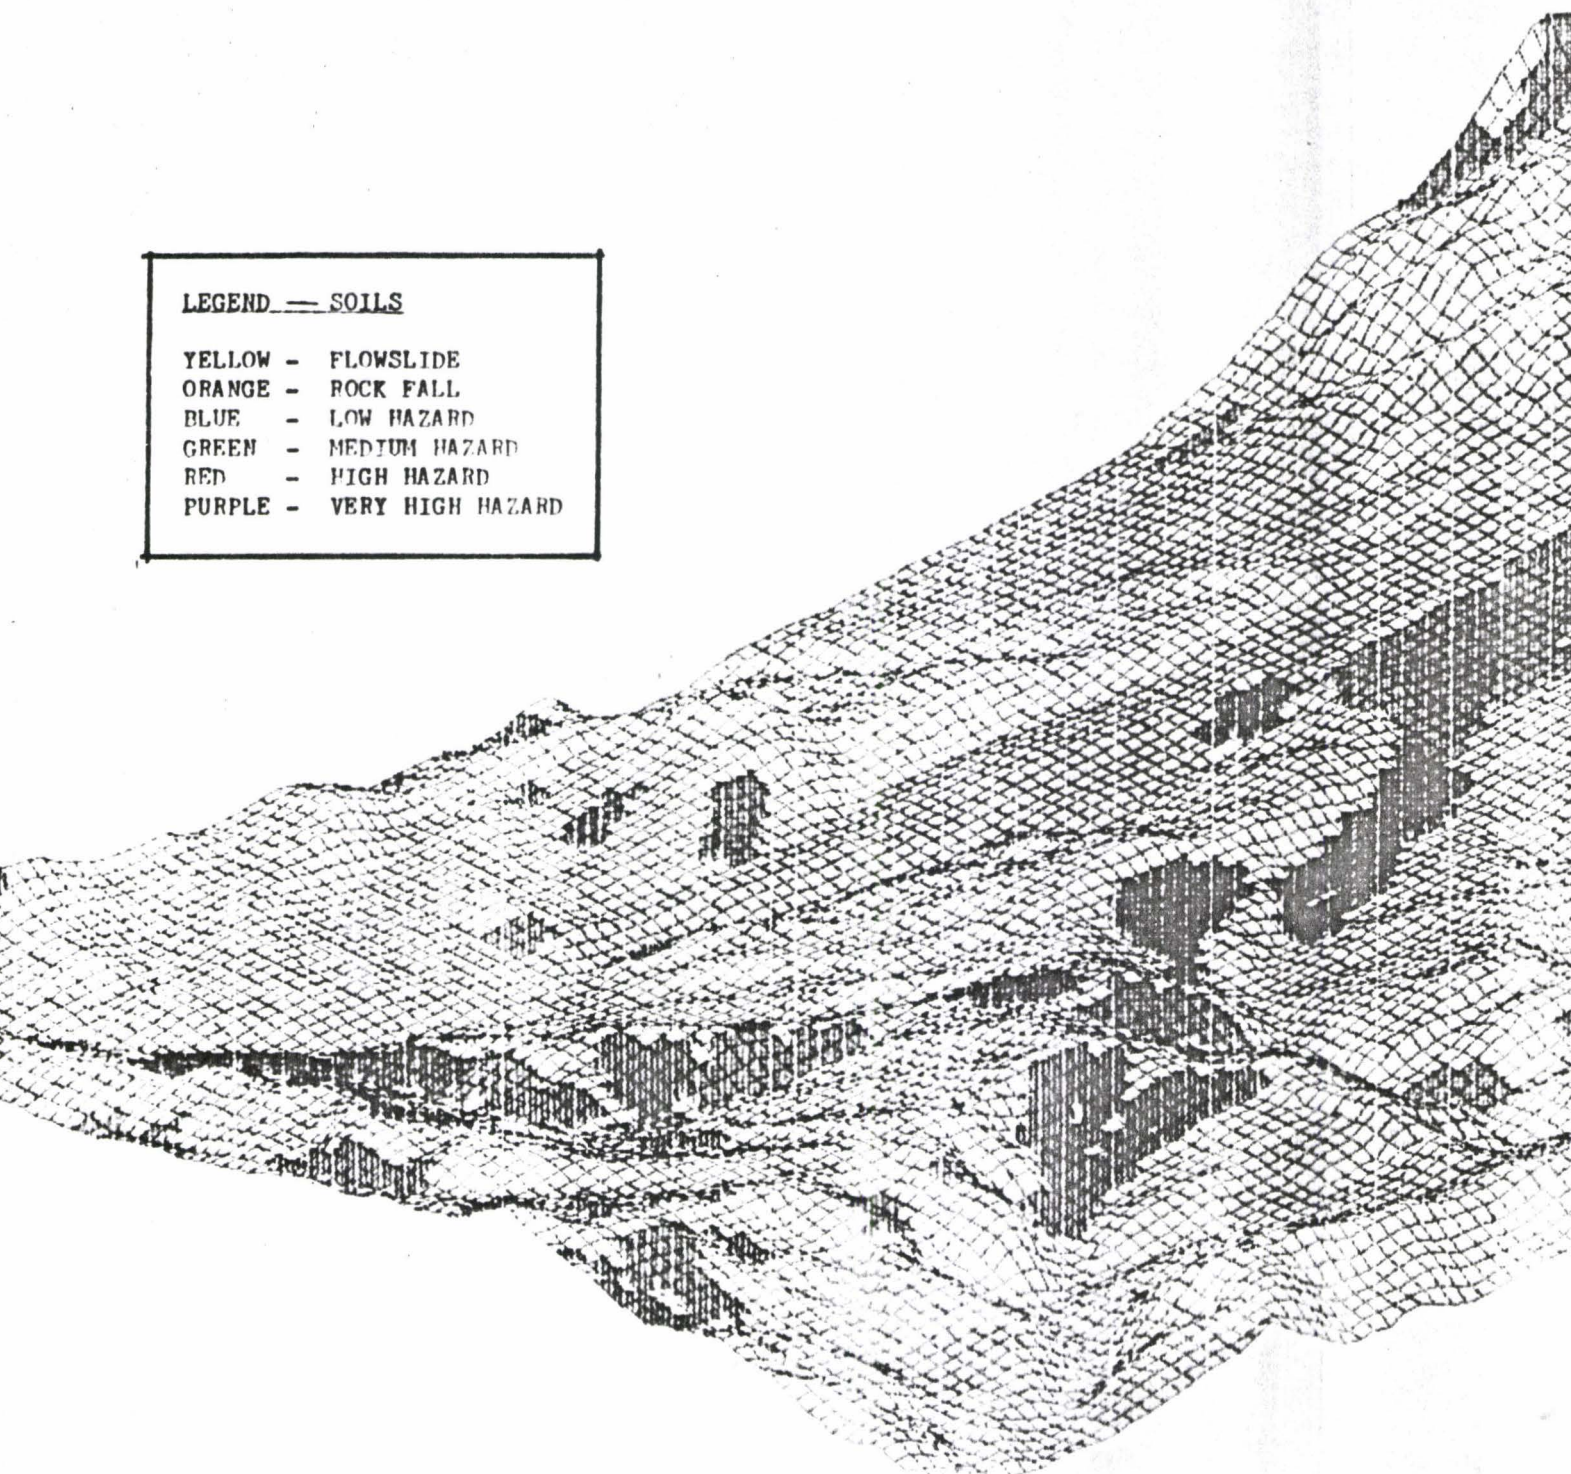 LEGEND — SOILS
YELLOW - FLOWSLIDE
ORANGE - ROCK FALL
BLUE - LOW HAZARD
GREEN - MEDIUM HAZARD
RED - HIGH HAZARD
PURPLE - VERY HIGH HAZARD